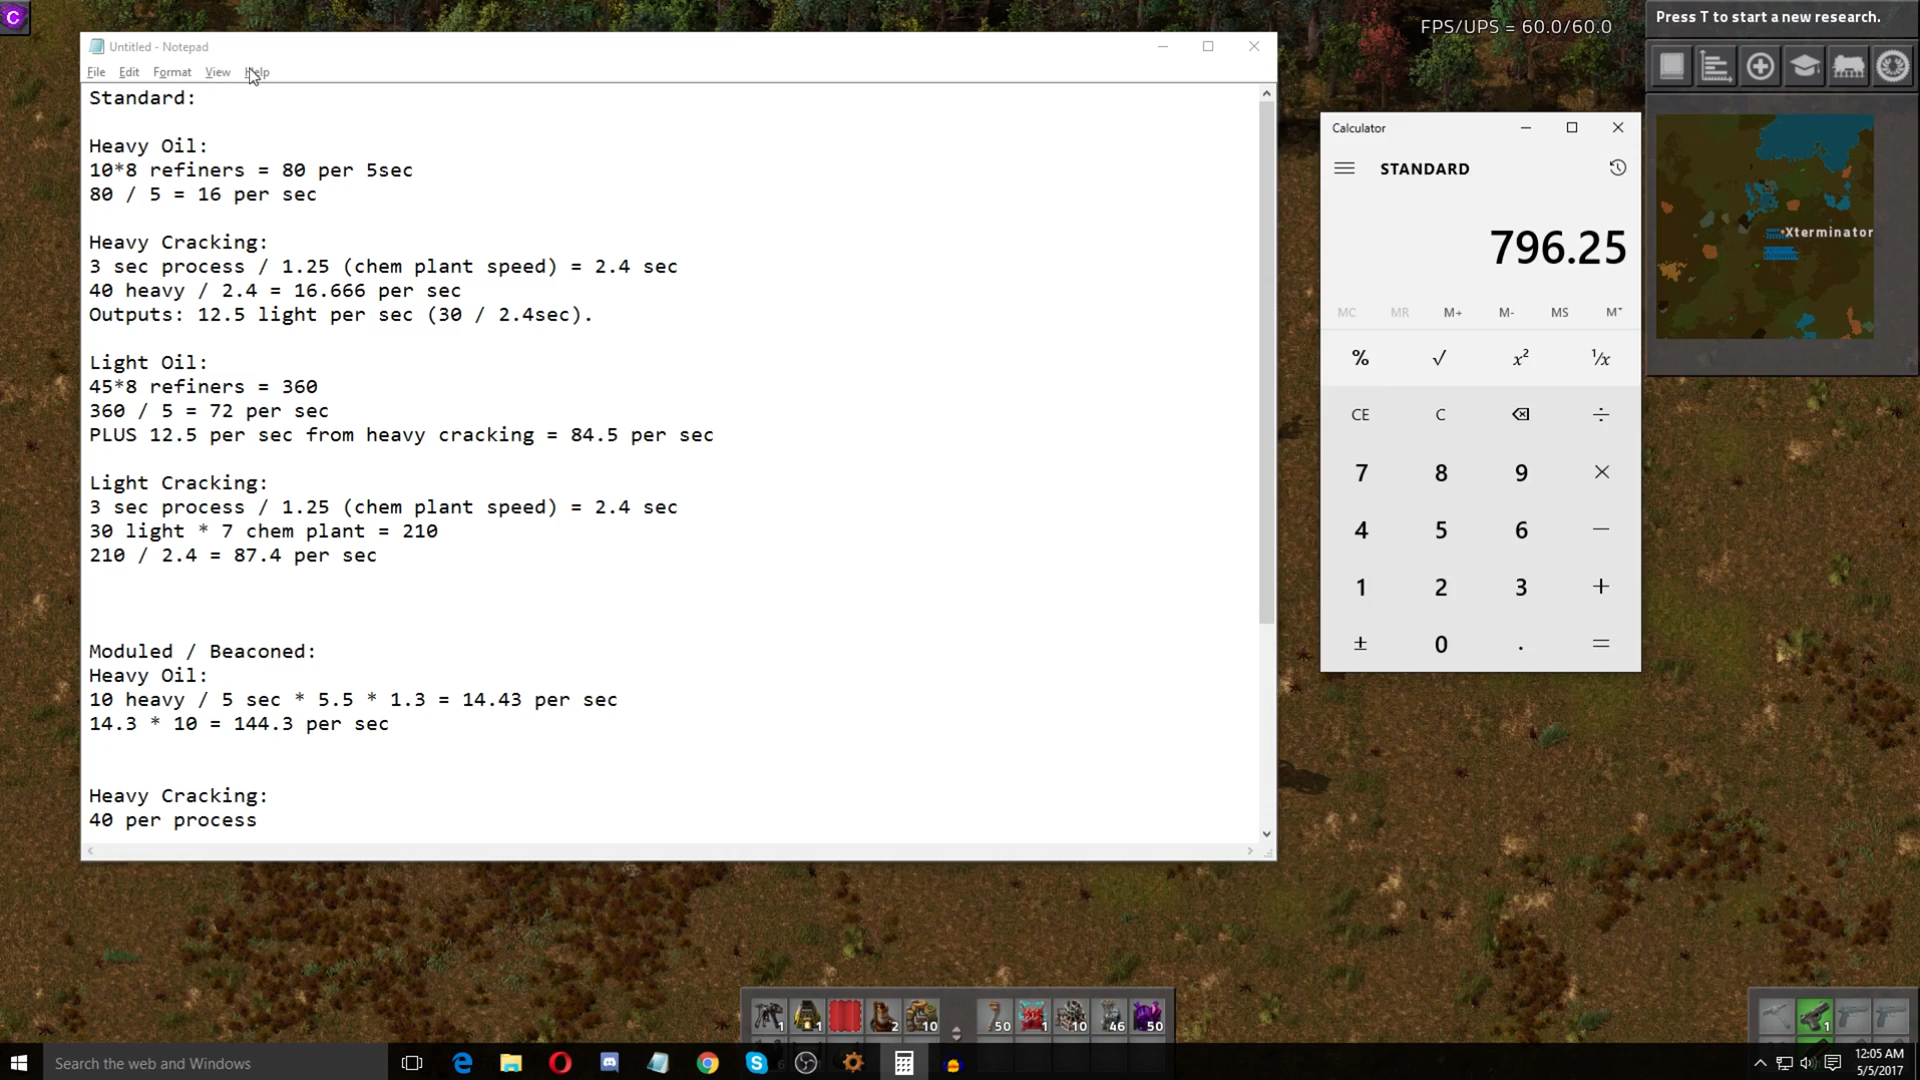 C
FPS/UPS = 60.0/60.0
Press T to start a new research.
Untitled - Notepad
File Edit Format View Help
Standard:
Heavy Oil:
10*8 refiners = 80 per 5sec
80 / 5 = 16 per sec
Heavy Cracking:
3 sec process / 1.25 (chem plant speed) = 2.4 sec
40 heavy / 2.4 = 16.666 per sec
Outputs: 12.5 light per sec (30 / 2.4sec).
Light Oil:
45*8 refiners = 360
360 / 5 = 72 per sec
PLUS 12.5 per sec from heavy cracking = 84.5 per sec
Light Cracking:
3 sec process / 1.25 (chem plant speed) = 2.4 sec
30 light * 7 chem plant = 210
210 / 2.4 = 87.4 per sec
Moduled / Beaconed:
Heavy Oil:
10 heavy / 5 sec * 5.5 * 1.3 = 14.43 per sec
14.3 * 10 = 144.3 per sec
Heavy Cracking:
40 per process
Calculator
STANDARD
796.25
MC MR M+ M- MS M˅
% √ x² ¹/x
CE C ÷
7 8 9 ×
4 5 6 −
1 2 3 +
± 0 . =
Xterminator
1 1 2 10 50 1 10 46 50
1
Search the web and Windows
12:05 AM
5/5/2017